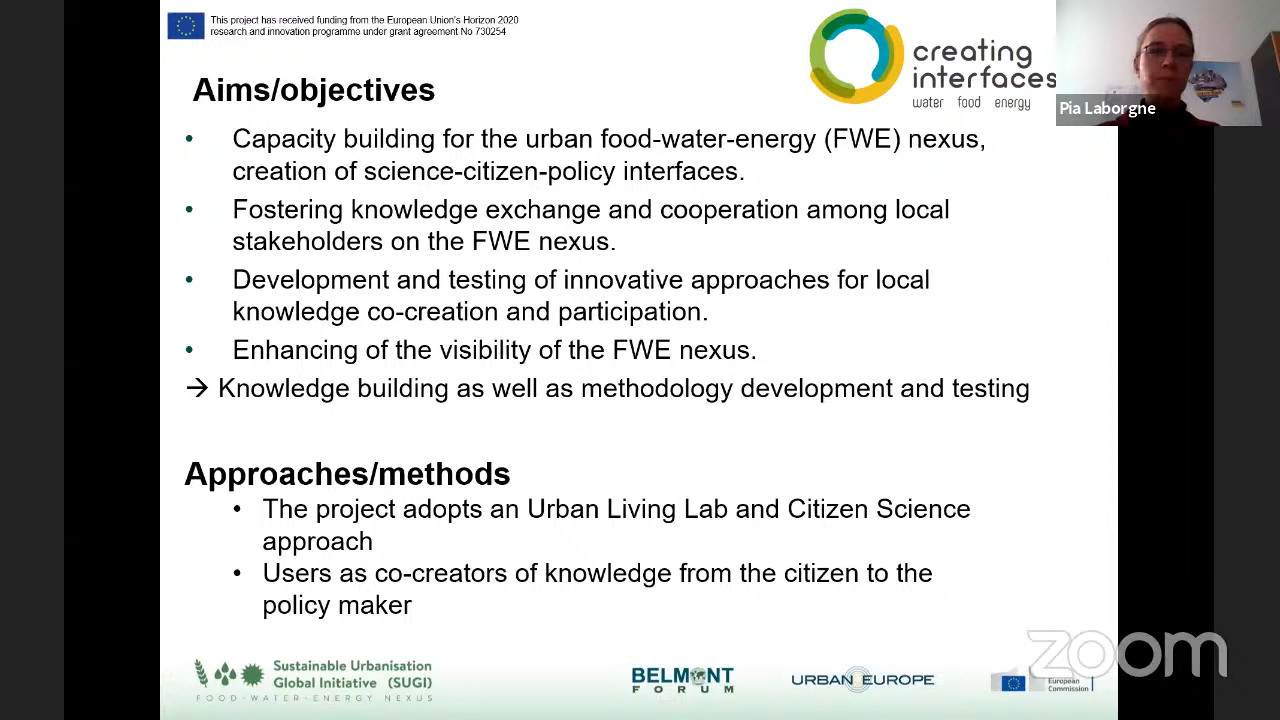 This project has received funding from the European Union's Horizon 2020
research and innovation programme under grant agreement No 730254
creating
interfaces
water food energy
Pia Laborgne
Aims/objectives
• Capacity building for the urban food-water-energy (FWE) nexus,
creation of science-citizen-policy interfaces.
• Fostering knowledge exchange and cooperation among local
stakeholders on the FWE nexus.
• Development and testing of innovative approaches for local
knowledge co-creation and participation.
• Enhancing of the visibility of the FWE nexus.
→ Knowledge building as well as methodology development and testing
Approaches/methods
• The project adopts an Urban Living Lab and Citizen Science
approach
• Users as co-creators of knowledge from the citizen to the
policy maker
Sustainable Urbanisation
Global Initiative (SUGI)
FOOD-WATER-ENERGY NEXUS
BELMONT
FORUM
URBAN EUROPE
European
Commission
zoom